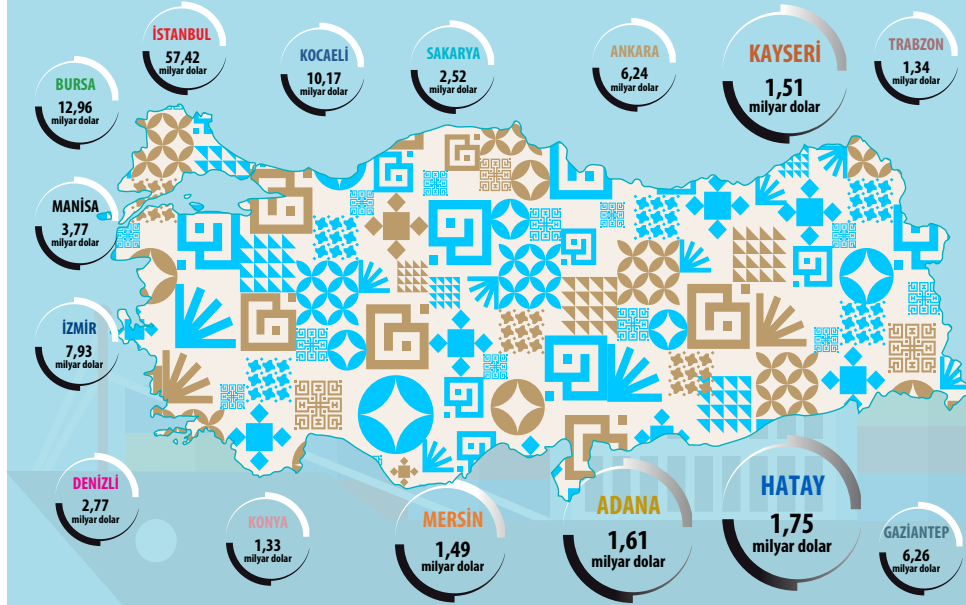 İSTANBUL
57,42
milyar dolar
KOCAELİ
10,17
milyar dolar
SAKARYA
2,52
milyar dolar
ANKARA
6,24
milyar dolar
KAYSERİ
1,51
milyar dolar
TRABZON
1,34
milyar dolar
BURSA
12,96
milyar dolar
MANİSA
3,77
milyar dolar
İZMİR
7,93
milyar dolar
DENİZLİ
2,77
milyar dolar
KONYA
1,33
milyar dolar
MERSİN
1,49
milyar dolar
ADANA
1,61
milyar dolar
HATAY
1,75
milyar dolar
GAZİANTEP
6,26
milyar dolar